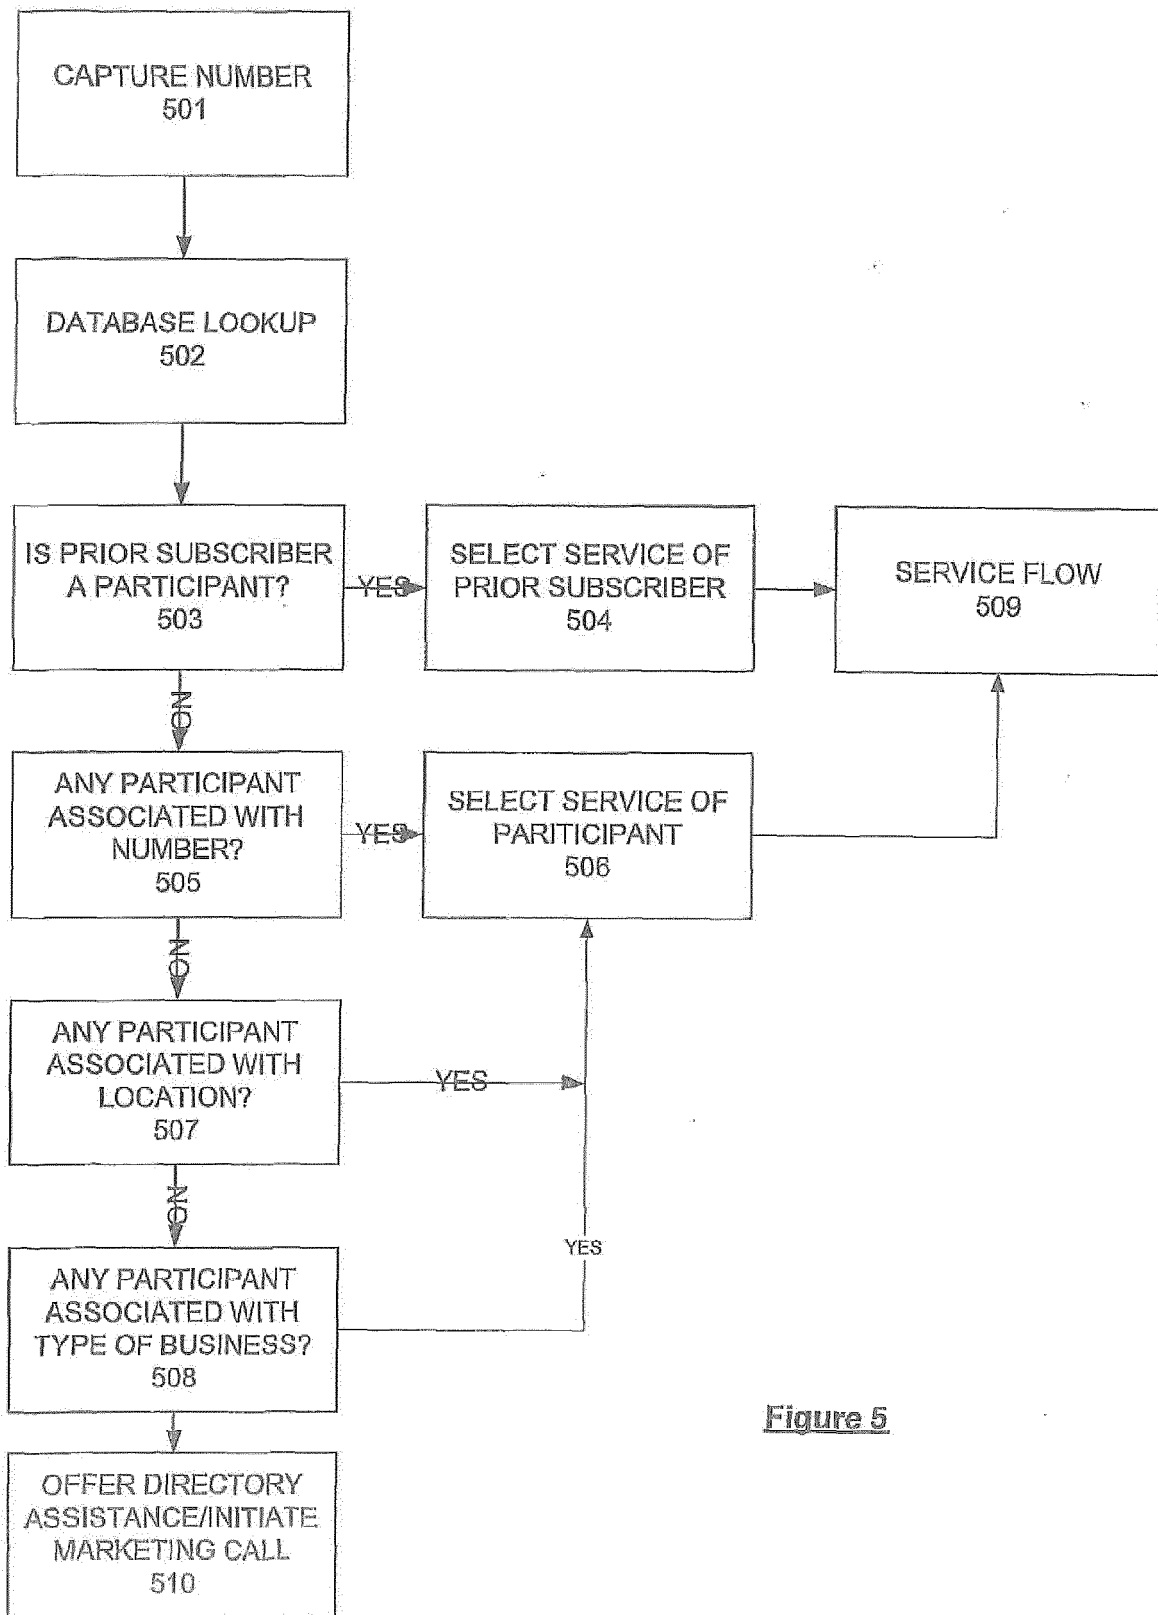 CAPTURE NUMBER
501
DATABASE LOOKUP
502
IS PRIOR SUBSCRIBER
A PARTICIPANT?
503
YES
SELECT SERVICE OF
PRIOR SUBSCRIBER
504
SERVICE FLOW
509
NO
ANY PARTICIPANT
ASSOCIATED WITH
NUMBER?
505
YES
SELECT SERVICE OF
PARITICIPANT
506
NO
ANY PARTICIPANT
ASSOCIATED WITH
LOCATION?
507
YES
NO
YES
ANY PARTICIPANT
ASSOCIATED WITH
TYPE OF BUSINESS?
508
Figure 5
OFFER DIRECTORY
ASSISTANCE/INITIATE
MARKETING CALL
510